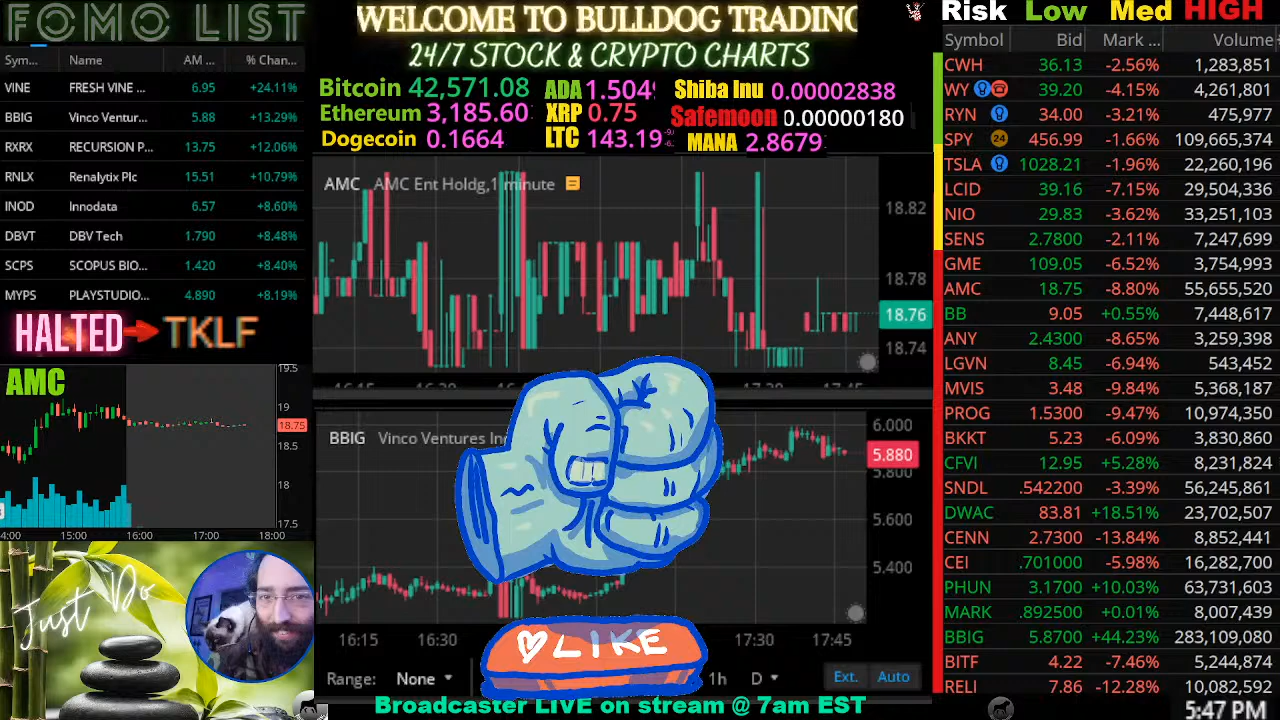 FOMO LIST
Sym... Name AM ... % Chan...
VINE FRESH VINE ... 6.95 +24.11%
BBIG Vinco Ventur... 5.88 +13.29%
RXRX RECURSION P... 13.75 +12.06%
RNLX Renalytix Plc 15.51 +10.79%
INOD Innodata 6.57 +8.60%
DBVT DBV Tech 1.790 +8.48%
SCPS SCOPUS BIO... 1.420 +8.40%
MYPS PLAYSTUDIO... 4.890 +8.19%
HALTED TKLF
AMC
19.5
19
18.75
18.5
18
17.5
4:00 15:00 16:00 17:00 18:00
Just Do
WELCOME TO BULLDOG TRADING
24/7 STOCK & CRYPTO CHARTS
Bitcoin 42,571.08 ADA 1.504 Shiba Inu 0.00002838
Ethereum 3,185.60 XRP 0.75 Safemoon 0.00000180
Dogecoin 0.1664 LTC 143.19 MANA 2.8679
AMC AMC Ent Holdg,1 minute
18.82
18.78
18.76
18.74
BBIG Vinco Ventures
6.000
5.880
5.800
5.600
5.400
16:15 16:30 17:30 17:45
LIKE
Range: None 1h D Ext. Auto
Broadcaster LIVE on stream @ 7am EST
Risk Low Med HIGH
Symbol Bid Mark ... Volume
CWH 36.13 -2.56% 1,283,851
WY 39.20 -4.15% 4,261,801
RYN 34.00 -3.21% 475,977
SPY 24 456.99 -1.66% 109,665,374
TSLA 1028.21 -1.96% 22,260,196
LCID 39.16 -7.15% 29,504,336
NIO 29.83 -3.62% 33,251,103
SENS 2.7800 -2.11% 7,247,699
GME 109.05 -6.52% 3,754,993
AMC 18.75 -8.80% 55,655,520
BB 9.05 +0.55% 7,448,617
ANY 2.4300 -8.65% 3,259,398
LGVN 8.45 -6.94% 543,452
MVIS 3.48 -9.84% 5,368,187
PROG 1.5300 -9.47% 10,974,350
BKKT 5.23 -6.09% 3,830,860
CFVI 12.95 +5.28% 8,231,824
SNDL .542200 -3.39% 56,245,861
DWAC 83.81 +18.51% 23,702,507
CENN 2.7300 -13.84% 8,852,441
CEI .701000 -5.98% 16,282,700
PHUN 3.1700 +10.03% 63,731,603
MARK .892500 +0.01% 8,007,439
BBIG 5.8700 +44.23% 283,109,080
BITF 4.22 -7.46% 5,244,874
RELI 7.86 -12.28% 10,082,592
5:47 PM